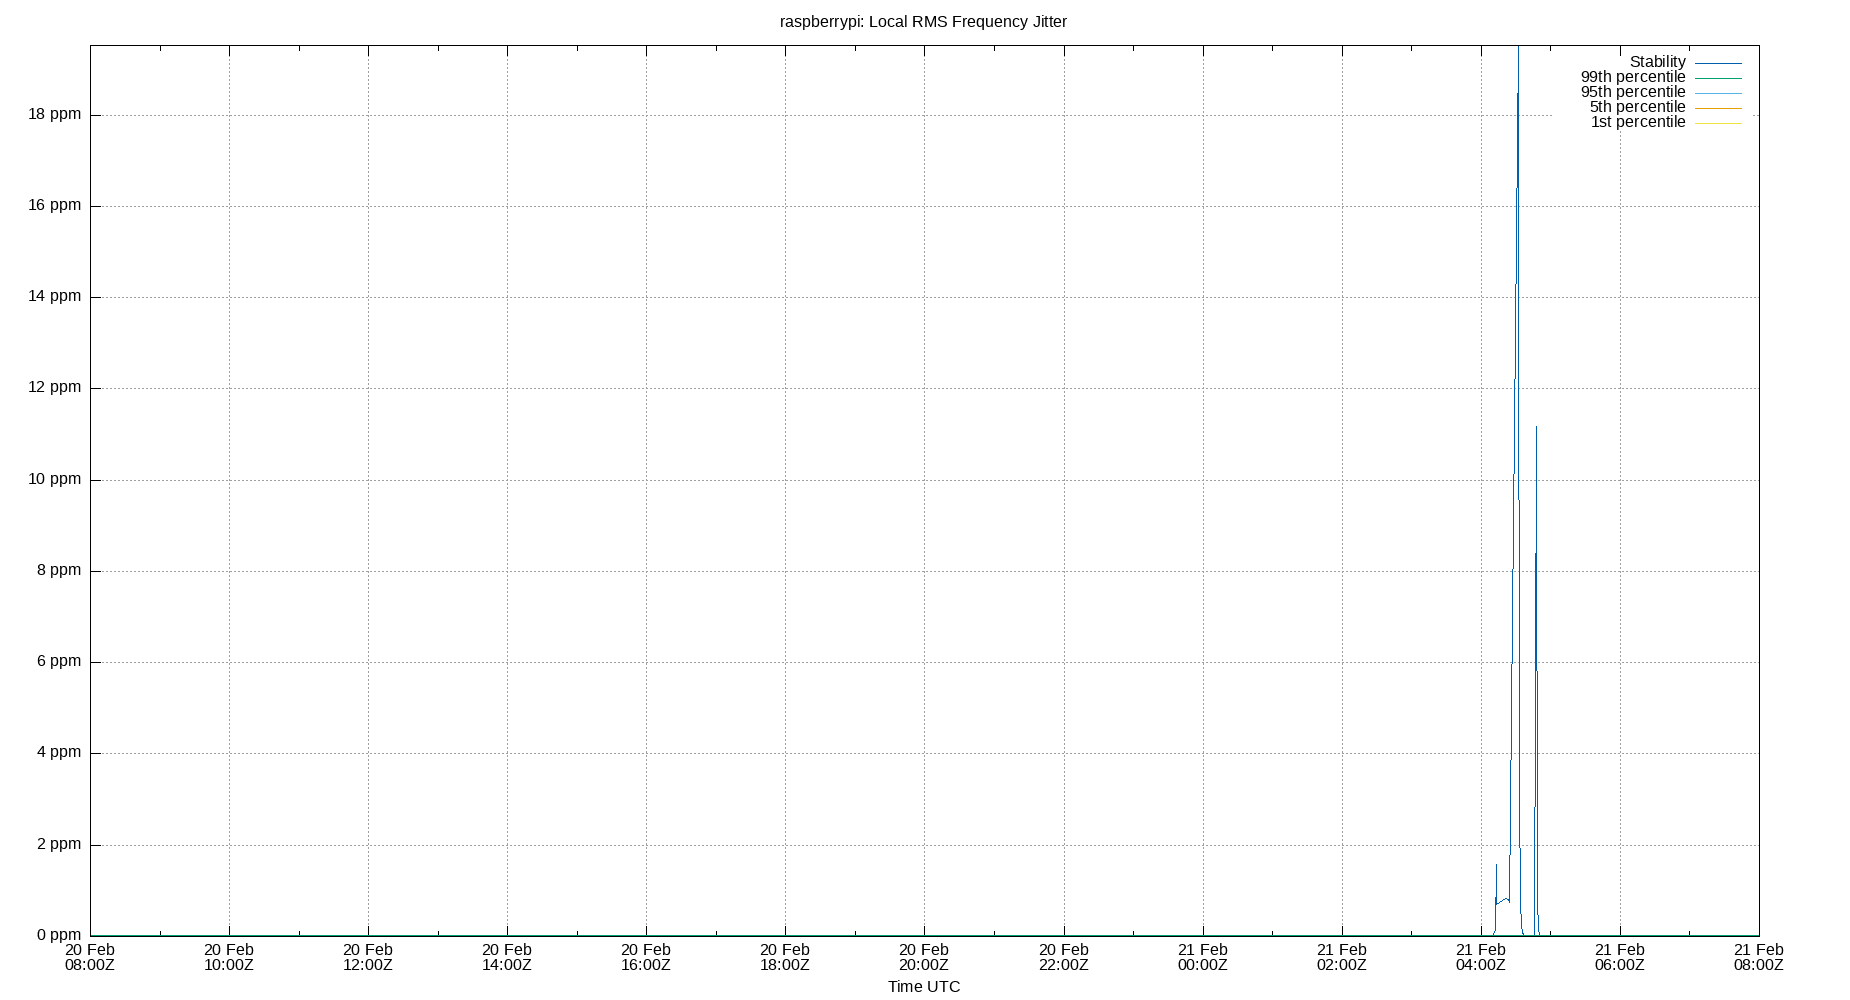 raspberrypi: Local RMS Frequency Jitter
Stability
99th percentile
95th percentile
5th percentile
1st percentile
18 ppm
16 ppm
14 ppm
12 ppm
10 ppm
8 ppm
6 ppm
4 ppm
2 ppm
0 ppm
20 Feb 20 Feb 20 Feb 20 Feb 20 Feb 20 Feb 20 Feb 20 Feb 21 Feb 21 Feb 21 Feb 21 Feb 21 Feb
08:00Z 10:00Z 12:00Z 14:00Z 16:00Z 18:00Z 20:00Z 22:00Z 00:00Z 02:00Z 04:00Z 06:00Z 08:00Z
Time UTC